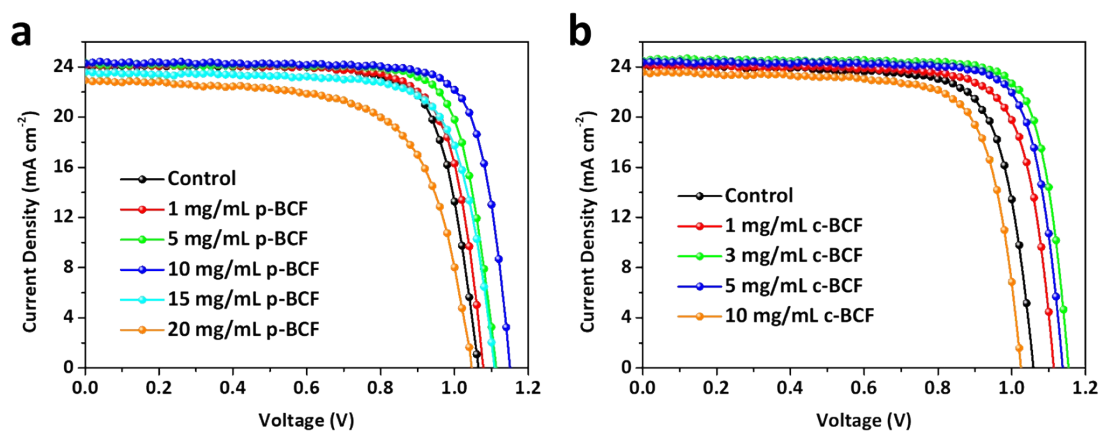 a
Current Density (mA cm⁻²)
24
20
16
12
8
4
0
Control
1 mg/mL p-BCF
5 mg/mL p-BCF
10 mg/mL p-BCF
15 mg/mL p-BCF
20 mg/mL p-BCF
0.0 0.2 0.4 0.6 0.8 1.0 1.2
Voltage (V)
b
Current Density (mA cm⁻²)
24
20
16
12
8
4
0
Control
1 mg/mL c-BCF
3 mg/mL c-BCF
5 mg/mL c-BCF
10 mg/mL c-BCF
0.0 0.2 0.4 0.6 0.8 1.0 1.2
Voltage (V)